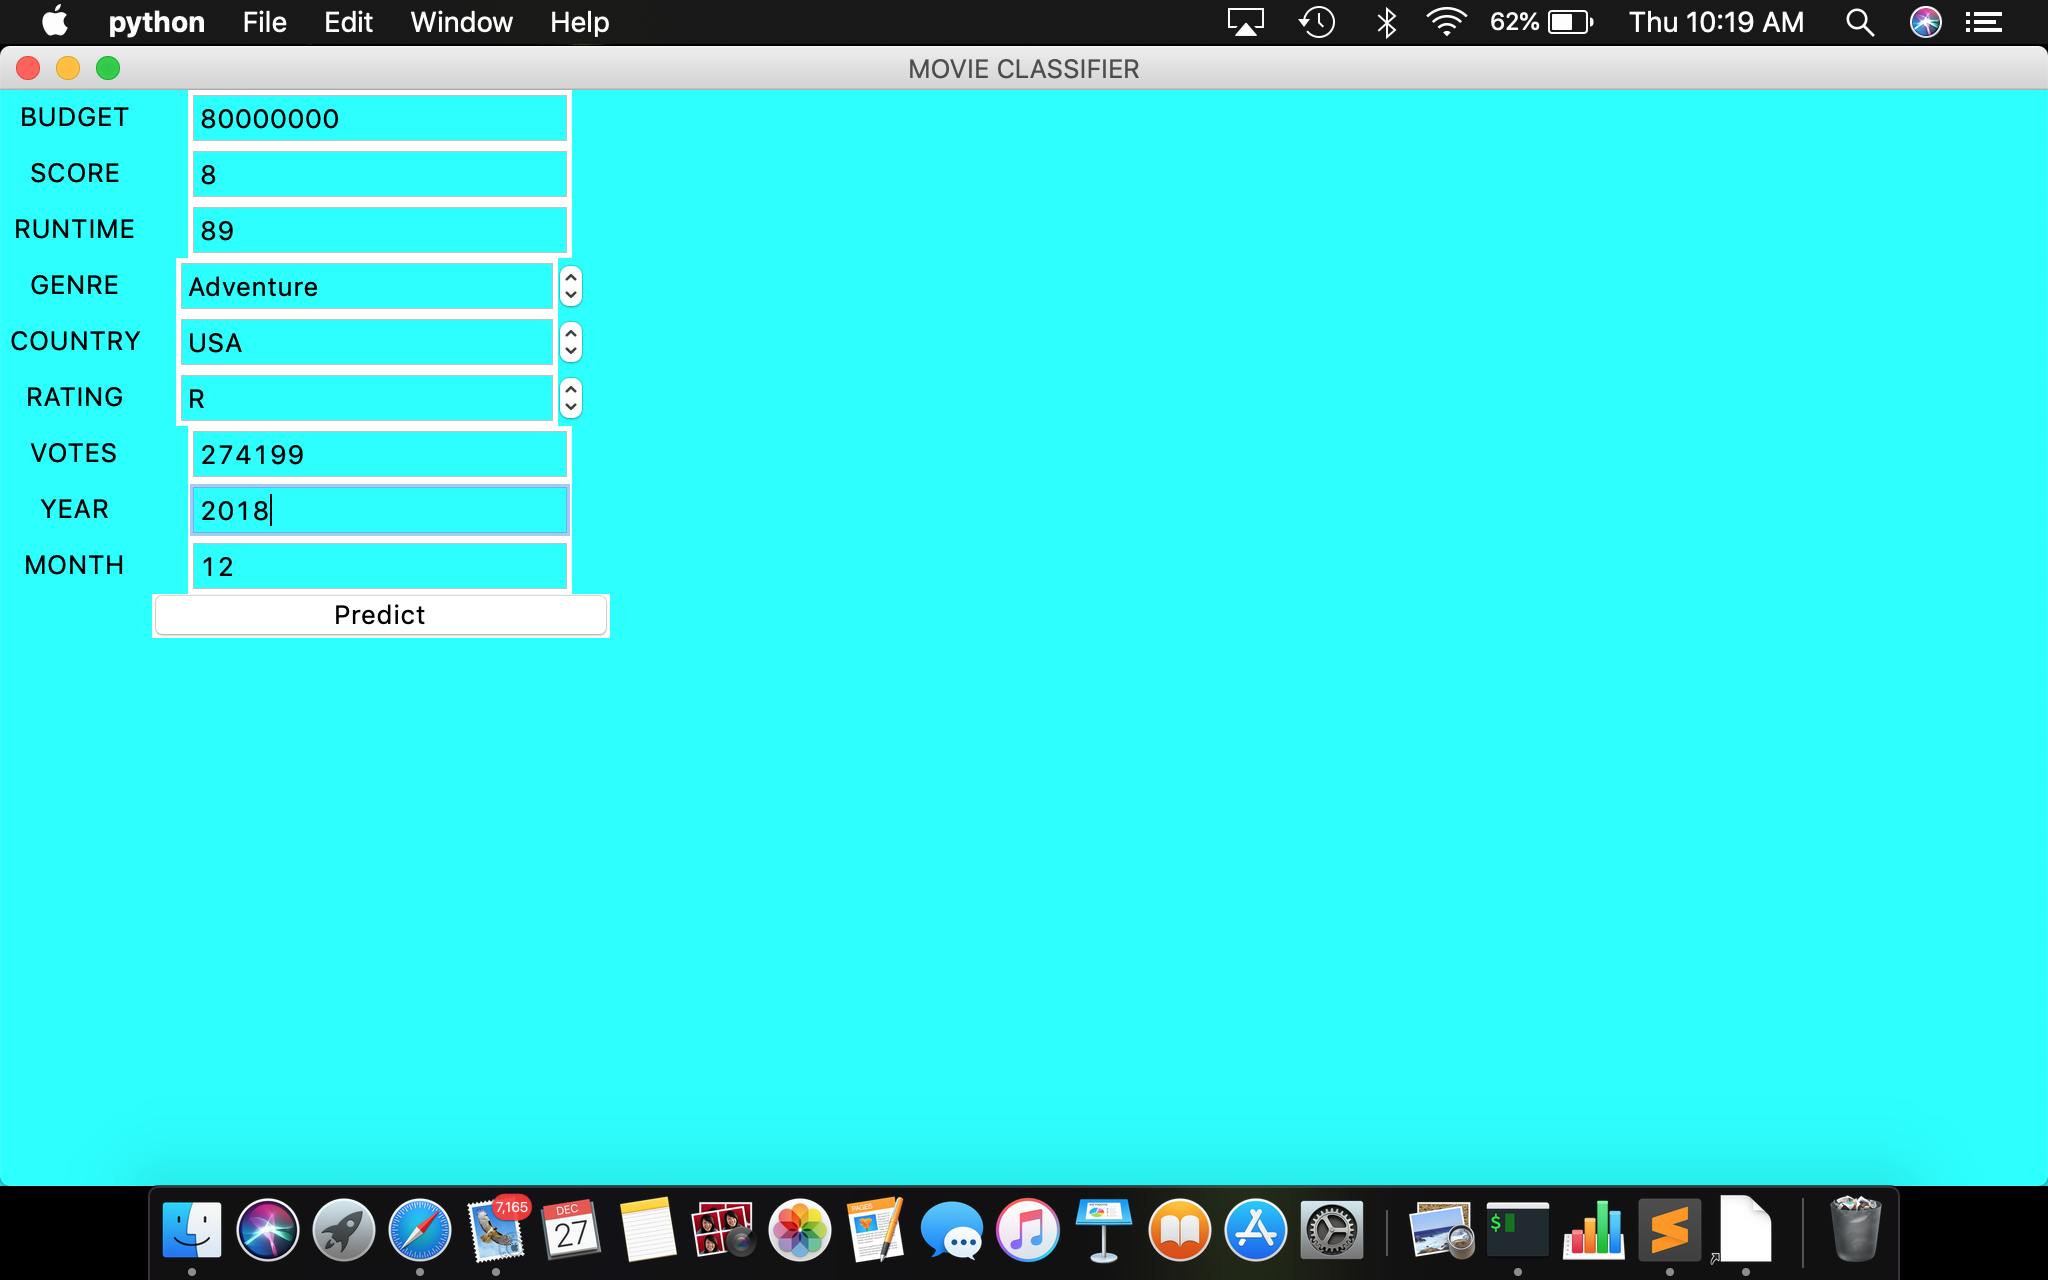 python File Edit Window Help 62% Thu 10:19 AM
MOVIE CLASSIFIER
BUDGET 80000000
SCORE 8
RUNTIME 89
GENRE Adventure
COUNTRY USA
RATING R
VOTES 274199
YEAR 2018
MONTH 12
Predict
7,165
DEC
27
PAGES
$